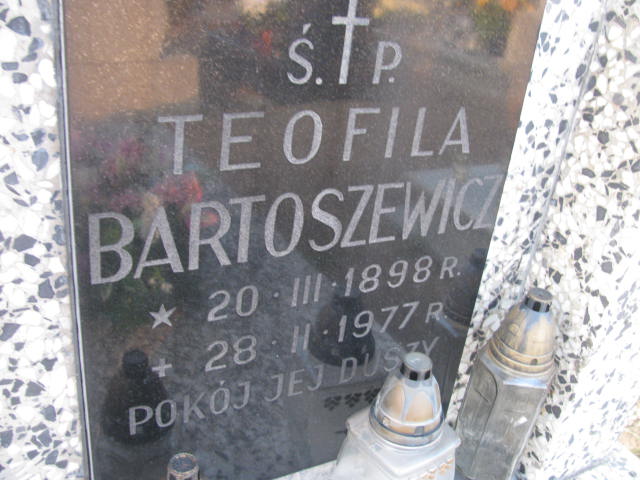 Ś.P.
TEOFILA
BARTOSZEWICZ
★ 20·III·1898 R.
+ 28·II·1977 R
POKÓJ JEJ DUSZY